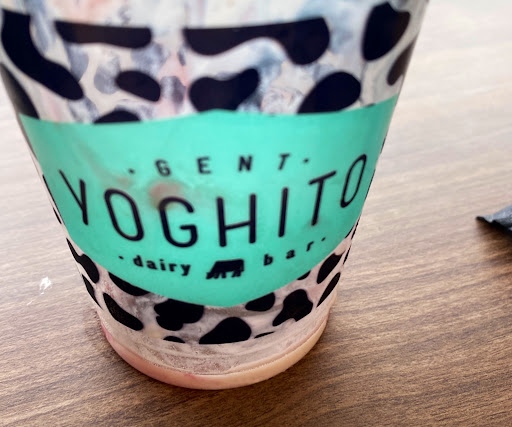 · GENT ·
YOGHITO
· dairy bar ·